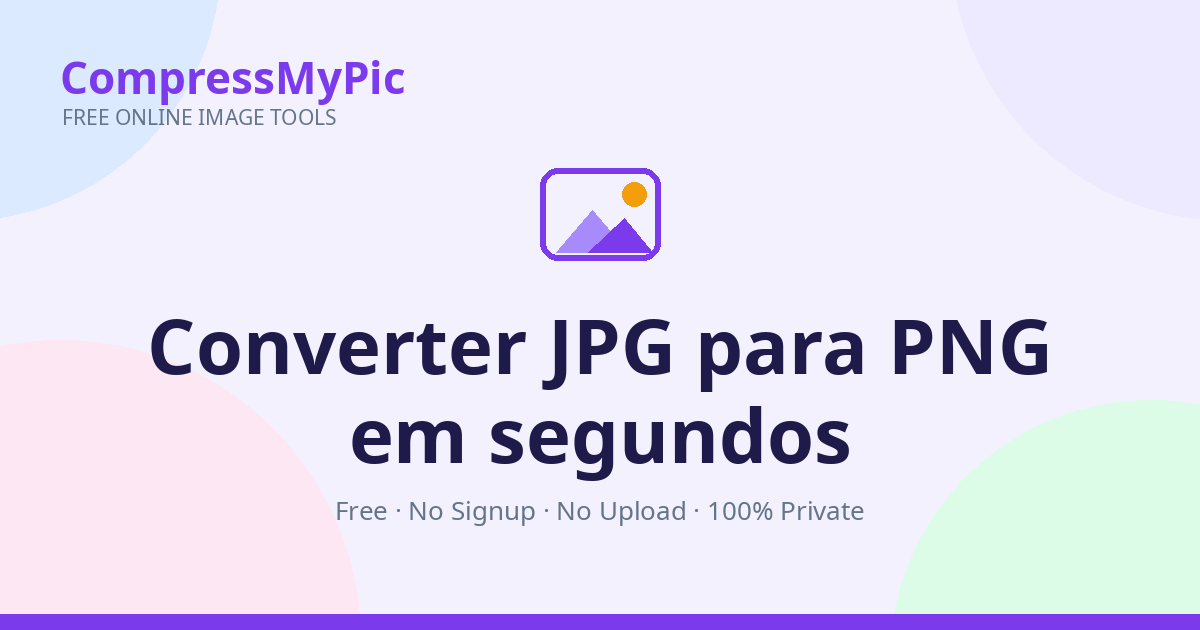 CompressMyPic
FREE ONLINE IMAGE TOOLS
Converter JPG para PNG
em segundos
Free · No Signup · No Upload · 100% Private